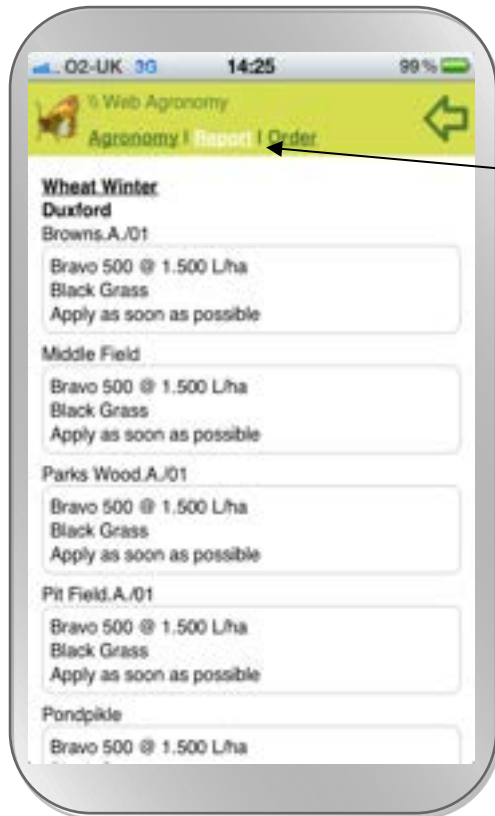 O2-UK 3G 14:25 99%
Web Agronomy
Agronomy | Report | Order
Wheat Winter
Duxford
Browns.A./01
Bravo 500 @ 1.500 L/ha
Black Grass
Apply as soon as possible
Middle Field
Bravo 500 @ 1.500 L/ha
Black Grass
Apply as soon as possible
Parks Wood.A./01
Bravo 500 @ 1.500 L/ha
Black Grass
Apply as soon as possible
Pit Field.A./01
Bravo 500 @ 1.500 L/ha
Black Grass
Apply as soon as possible
Pondpikle
Bravo 500 @ 1.500 L/ha